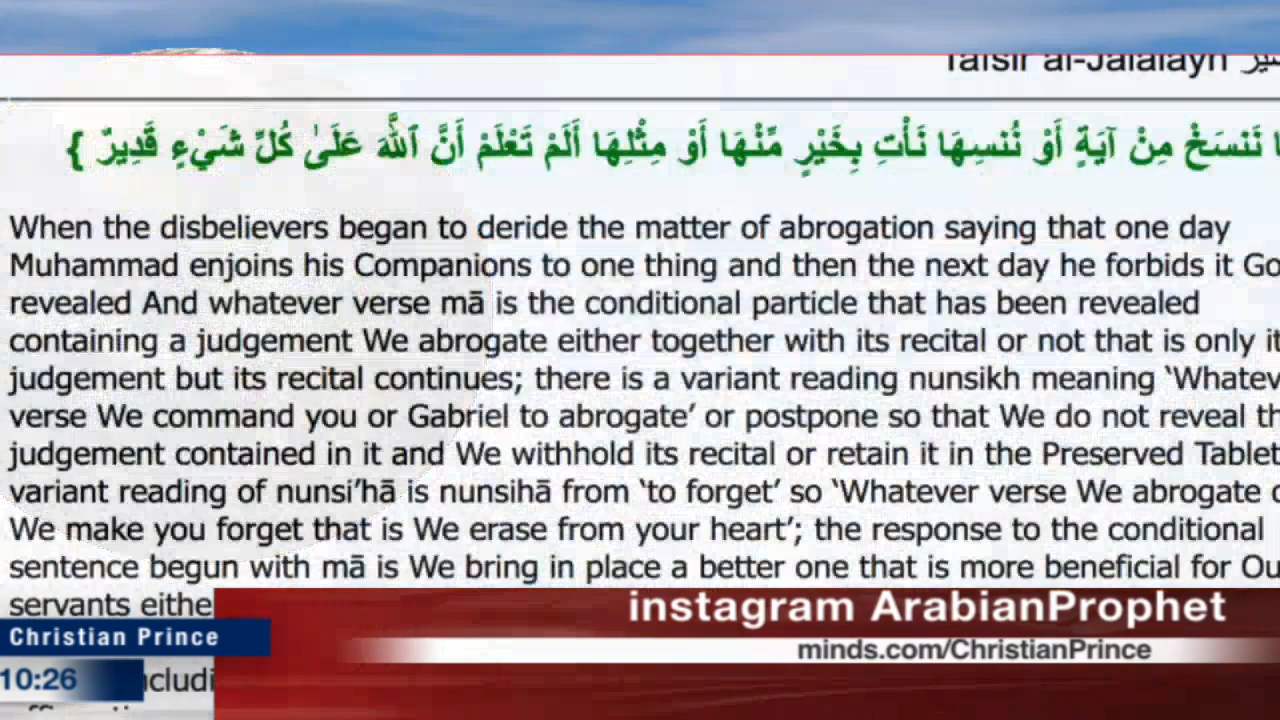 Tafsir al-Jalalayn
نَنسَخْ مِنْ آيَةٍ أَوْ نُنسِهَا نَأْتِ بِخَيْرٍ مِّنْهَا أَوْ مِثْلِهَا أَلَمْ تَعْلَمْ أَنَّ ٱللَّهَ عَلَىٰ كُلِّ شَيْءٍ قَدِيرٌ }
When the disbelievers began to deride the matter of abrogation saying that one day
Muhammad enjoins his Companions to one thing and then the next day he forbids it Go
revealed And whatever verse mā is the conditional particle that has been revealed
containing a judgement We abrogate either together with its recital or not that is only it
judgement but its recital continues; there is a variant reading nunsikh meaning ‘Whatev
verse We command you or Gabriel to abrogate’ or postpone so that We do not reveal th
judgement contained in it and We withhold its recital or retain it in the Preserved Tablet
variant reading of nunsi’hā is nunsihā from ‘to forget’ so ‘Whatever verse We abrogate o
We make you forget that is We erase from your heart’; the response to the conditional
sentence begun with mā is We bring in place a better one that is more beneficial for Ou
servants eithe
instagram ArabianProphet
Christian Prince
minds.com/ChristianPrince
10:26
ncludi